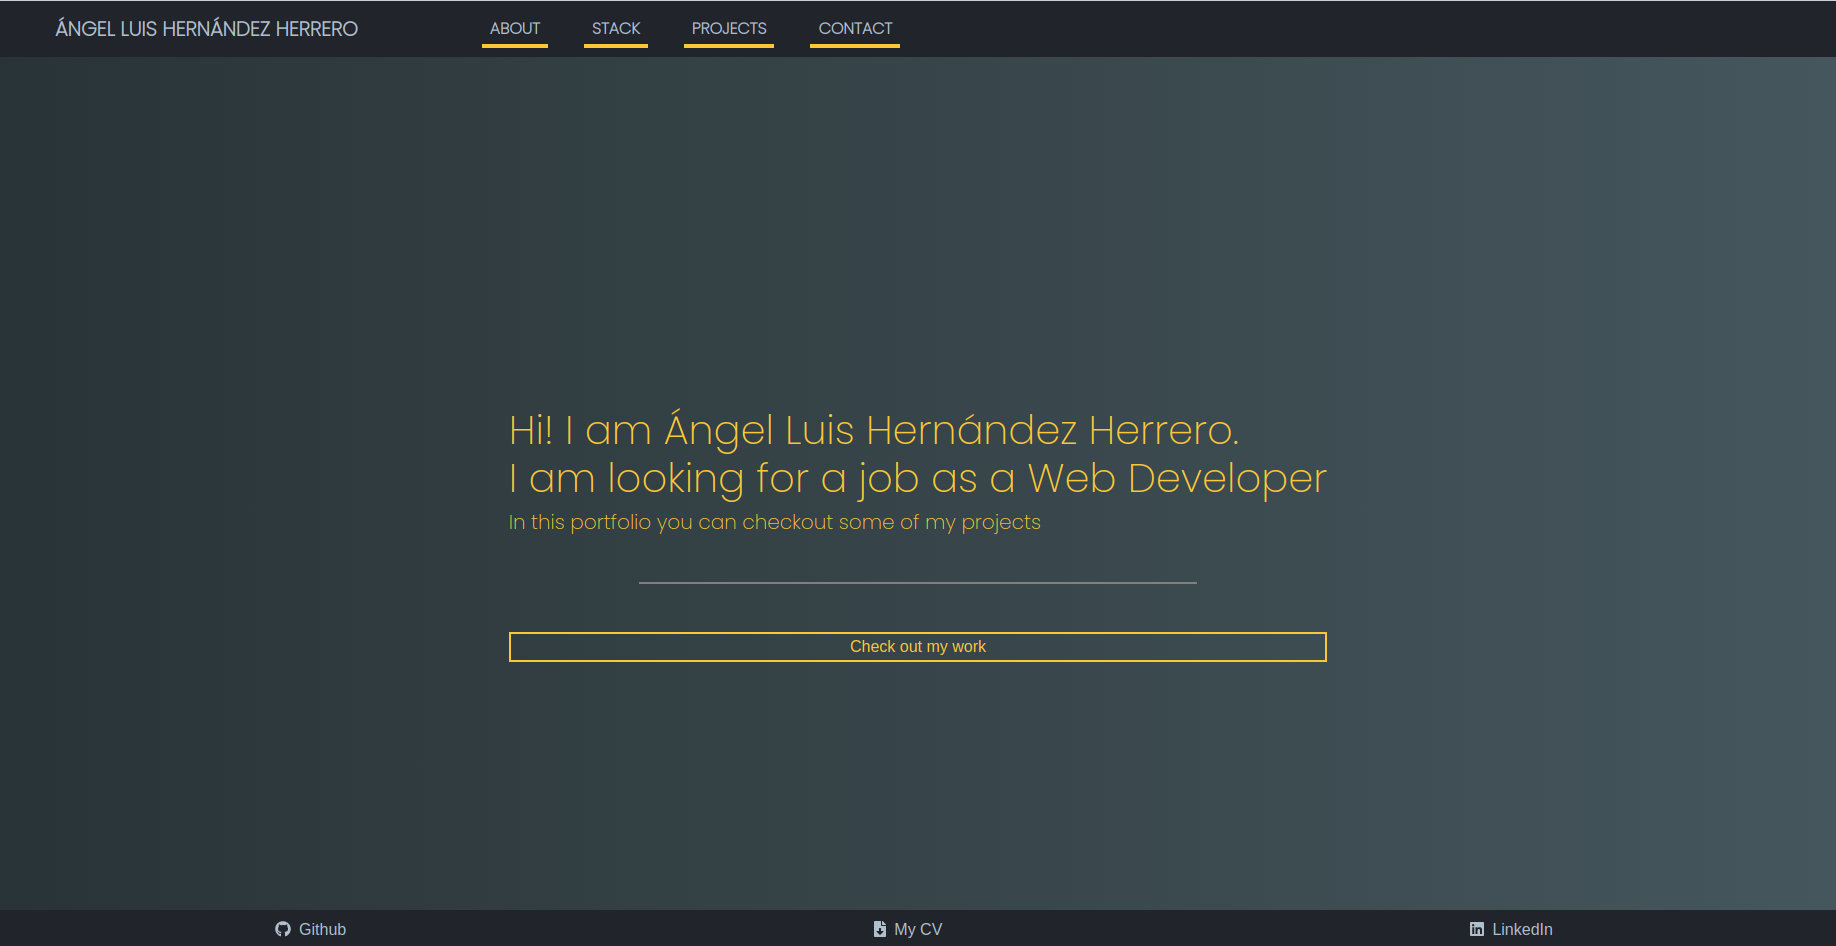 ÁNGEL LUIS HERNÁNDEZ HERRERO
ABOUT STACK PROJECTS CONTACT
Hi! I am Ángel Luis Hernández Herrero.
I am looking for a job as a Web Developer
In this portfolio you can checkout some of my projects
Check out my work
Github My CV LinkedIn